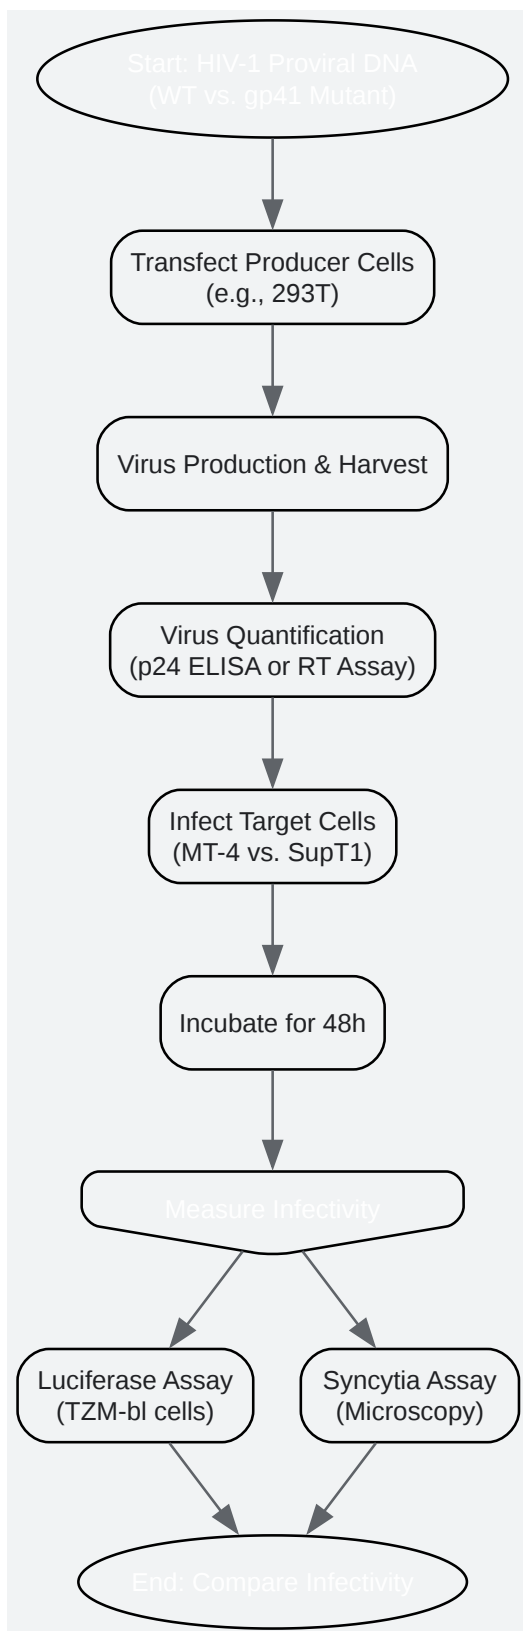 Start: HIV-1 Proviral DNA
(WT vs. gp41 Mutant)
Transfect Producer Cells
(e.g., 293T)
Virus Production & Harvest
Virus Quantification
(p24 ELISA or RT Assay)
Infect Target Cells
(MT-4 vs. SupT1)
Incubate for 48h
Measure Infectivity
Luciferase Assay
(TZM-bl cells)
Syncytia Assay
(Microscopy)
End: Compare Infectivity